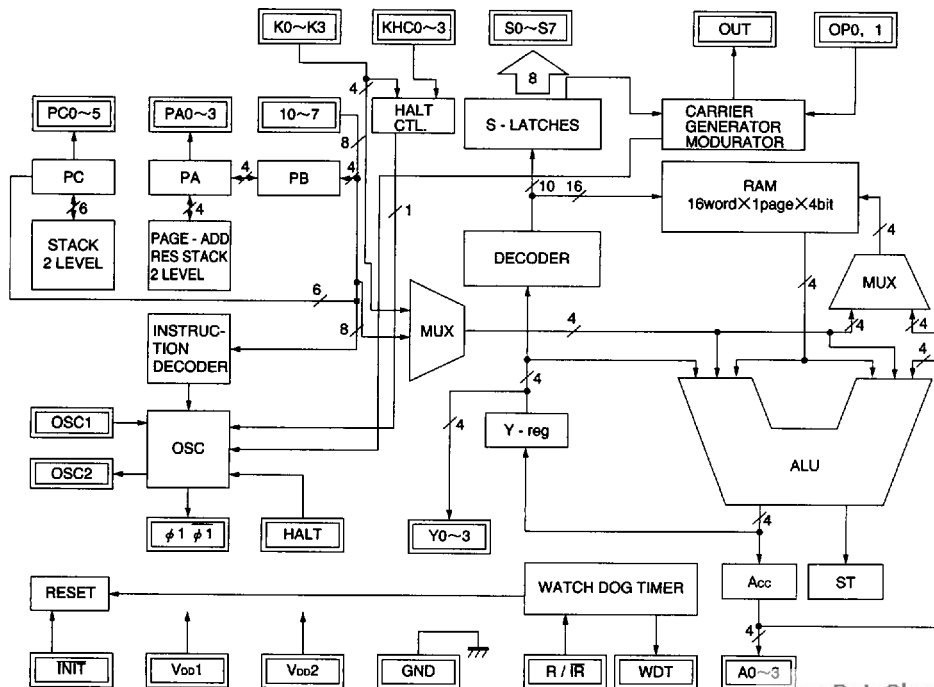 K0~K3
KHC0~3
S0~S7
OUT
OP0, 1
8
4
HALT
CTL.
S - LATCHES
CARRIER
GENERATOR
MODURATOR
PC0~5
PA0~3
10~7
8
PC
PA
4
PB
4
10
16
RAM
16word×1page×4bit
6
4
1
4
STACK
2 LEVEL
PAGE - ADD
RES STACK
2 LEVEL
DECODER
4
MUX
6
8
MUX
4
4
4
INSTRUC-
TION
DECODER
4
4
OSC1
OSC
4
Y - reg
ALU
OSC2
φ1 φ1̅
HALT
Y0~3
4
RESET
WATCH DOG TIMER
Acc
ST
4
I̅N̅I̅T̅
VDD1
VDD2
GND
R / I̅R̅
WDT
A0~3